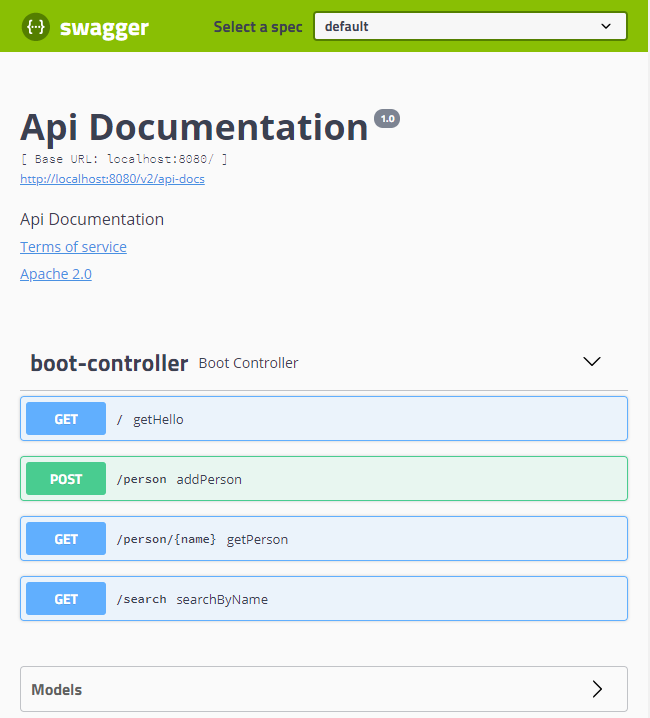 {··} swagger Select a spec default
Api Documentation 1.0
[ Base URL: localhost:8080/ ]
http://localhost:8080/v2/api-docs
Api Documentation
Terms of service
Apache 2.0
boot-controller Boot Controller
GET / getHello
POST /person addPerson
GET /person/{name} getPerson
GET /search searchByName
Models